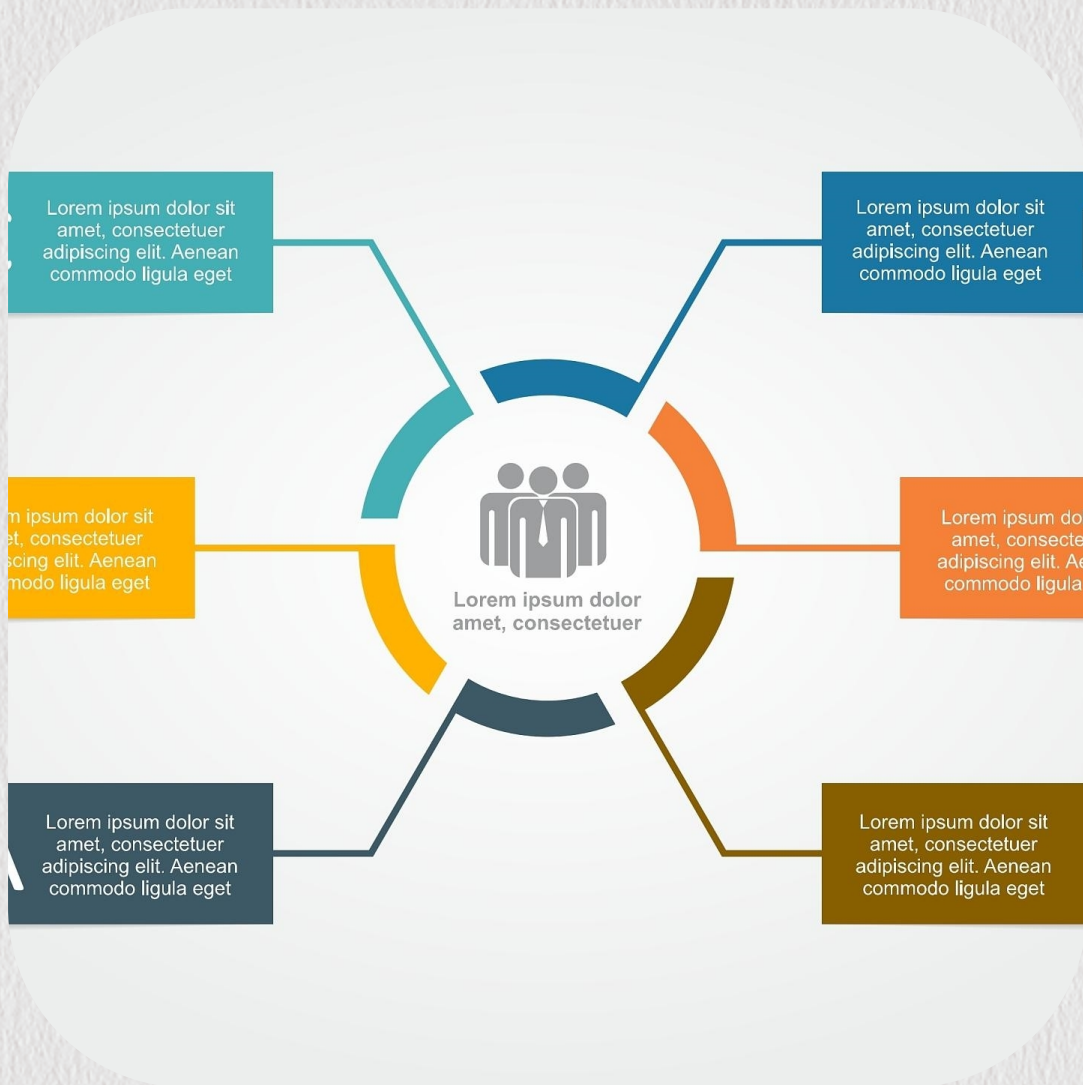 Lorem ipsum dolor sit
amet, consectetuer
adipiscing elit. Aenean
commodo ligula eget
Lorem ipsum dolor sit
amet, consectetuer
adipiscing elit. Aenean
commodo ligula eget
ipsum dolor sit
consectetuer
elit. Aenean
ligula eget
Lorem ipsum dolor
amet, consectetuer
Lorem ipsum
amet,
adipiscing elit.
commodo ligula
Lorem ipsum dolor sit
amet, consectetuer
adipiscing elit. Aenean
commodo ligula eget
Lorem ipsum dolor sit
amet, consectetuer
adipiscing elit. Aenean
commodo ligula eget